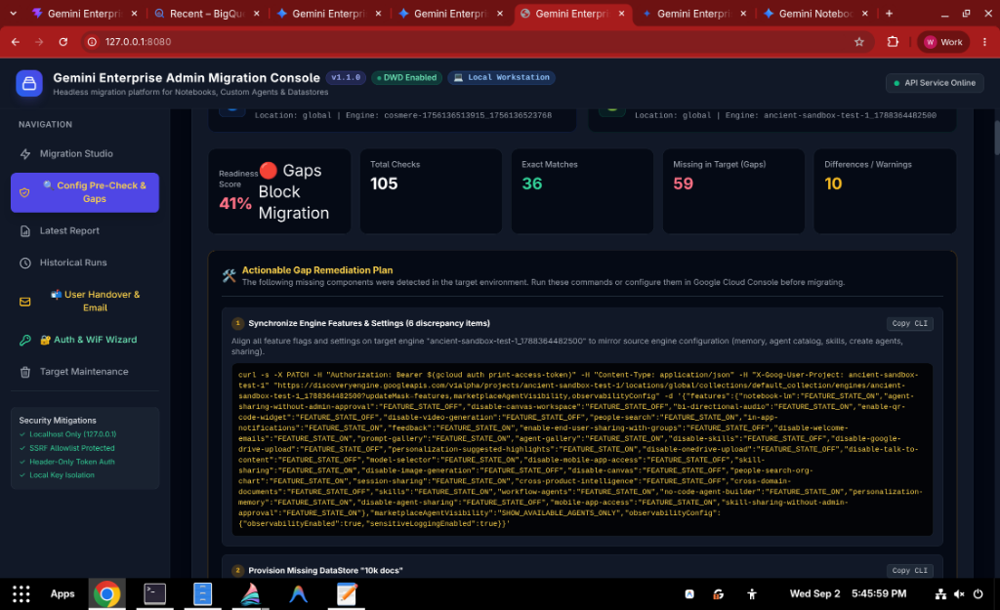 Gemini Enterpri
Recent – BigQu
Gemini Enterpri
Gemini Enterpri
Gemini Enterpri
Gemini Enterpri
Gemini Notebo
127.0.0.1:8080
W Work
Gemini Enterprise Admin Migration Console v1.1.0 DWD Enabled Local Workstation
Headless migration platform for Notebooks, Custom Agents & Datastores
API Service Online
NAVIGATION
Migration Studio
Config Pre-Check &
Gaps
Latest Report
Historical Runs
User Handover &
Email
Auth & WiF Wizard
Target Maintenance
Security Mitigations
✓ Localhost Only (127.0.0.1)
✓ SSRF Allowlist Protected
✓ Header-Only Token Auth
✓ Local Key Isolation
Location: global | Engine: cosmere-1756136513915_1756136523768
Location: global | Engine: ancient-sandbox-test-1_1788364482500
Readiness
Score
41%
Gaps
Block
Migration
Total Checks
105
Exact Matches
36
Missing in Target (Gaps)
59
Differences / Warnings
10
Actionable Gap Remediation Plan
The following missing components were detected in the target environment. Run these commands or configure them in Google Cloud Console before migrating.
1 Synchronize Engine Features & Settings (6 discrepancy items)
Copy CLI
Align all feature flags and settings on target engine "ancient-sandbox-test-1_1788364482500" to mirror source engine configuration (memory, agent catalog, skills, create agents,
sharing).
curl -s -X PATCH -H "Authorization: Bearer $(gcloud auth print-access-token)" -H "Content-Type: application/json" -H "X-Goog-User-Project: ancient-sandbox-
test-1" "https://discoveryengine.googleapis.com/v1alpha/projects/ancient-sandbox-test-1/locations/global/collections/default_collection/engines/ancient-
sandbox-test-1_1788364482500?updateMask=features,marketplaceAgentVisibility,observabilityConfig" -d '{"features":{"notebook-lm":"FEATURE_STATE_ON","agent-
sharing-without-admin-approval":"FEATURE_STATE_OFF","disable-canvas-workspace":"FEATURE_STATE_OFF","bi-directional-audio":"FEATURE_STATE_ON","enable-qr-
code-widget":"FEATURE_STATE_OFF","disable-video-generation":"FEATURE_STATE_OFF","people-search":"FEATURE_STATE_ON","in-app-
notifications":"FEATURE_STATE_ON","feedback":"FEATURE_STATE_ON","enable-end-user-sharing-with-groups":"FEATURE_STATE_OFF","disable-welcome-
emails":"FEATURE_STATE_ON","prompt-gallery":"FEATURE_STATE_ON","agent-gallery":"FEATURE_STATE_ON","disable-skills":"FEATURE_STATE_OFF","disable-google-
drive-upload":"FEATURE_STATE_OFF","personalization-suggested-highlights":"FEATURE_STATE_ON","disable-onedrive-upload":"FEATURE_STATE_OFF","disable-talk-to-
content":"FEATURE_STATE_OFF","model-selector":"FEATURE_STATE_ON","disable-mobile-app-access":"FEATURE_STATE_OFF","skill-
sharing":"FEATURE_STATE_ON","disable-image-generation":"FEATURE_STATE_OFF","disable-canvas":"FEATURE_STATE_OFF","people-search-org-
chart":"FEATURE_STATE_ON","session-sharing":"FEATURE_STATE_ON","cross-product-intelligence":"FEATURE_STATE_OFF","cross-domain-
documents":"FEATURE_STATE_OFF","skills":"FEATURE_STATE_ON","workflow-agents":"FEATURE_STATE_ON","no-code-agent-builder":"FEATURE_STATE_ON","personalization-
memory":"FEATURE_STATE_ON","disable-agent-sharing":"FEATURE_STATE_OFF","mobile-app-access":"FEATURE_STATE_ON","skill-sharing-without-admin-
approval":"FEATURE_STATE_ON"},"marketplaceAgentVisibility":"SHOW_AVAILABLE_AGENTS_ONLY","observabilityConfig":
{"observabilityEnabled":true,"sensitiveLoggingEnabled":true}}'
2 Provision Missing DataStore "10k docs"
Copy CLI
Apps
Wed Sep 2 5:45:59 PM